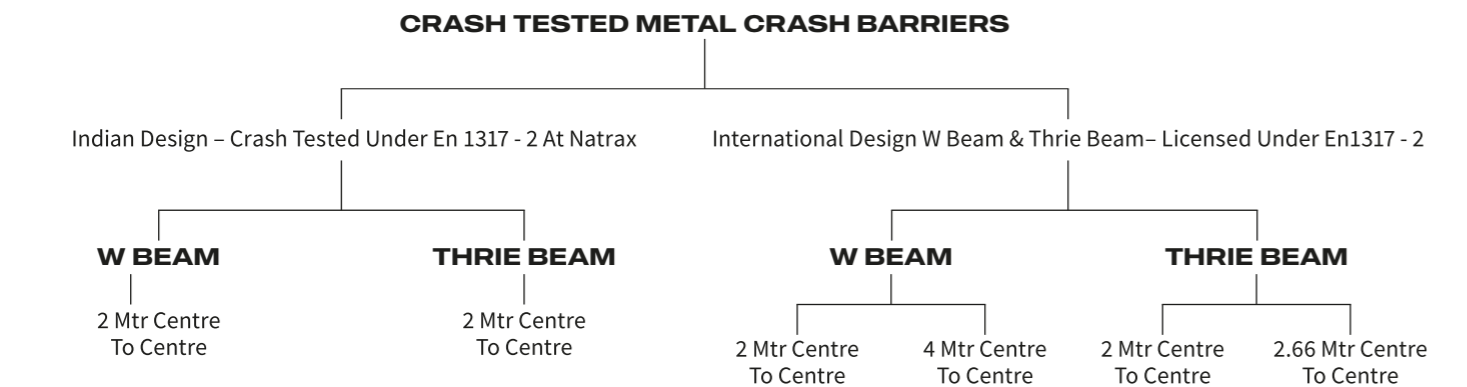 CRASH TESTED METAL CRASH BARRIERS
Indian Design – Crash Tested Under En 1317 - 2 At Natrax
International Design W Beam & Thrie Beam– Licensed Under En1317 - 2
W BEAM
THRIE BEAM
W BEAM
THRIE BEAM
2 Mtr Centre
To Centre
2 Mtr Centre
To Centre
2 Mtr Centre
To Centre
4 Mtr Centre
To Centre
2 Mtr Centre
To Centre
2.66 Mtr Centre
To Centre